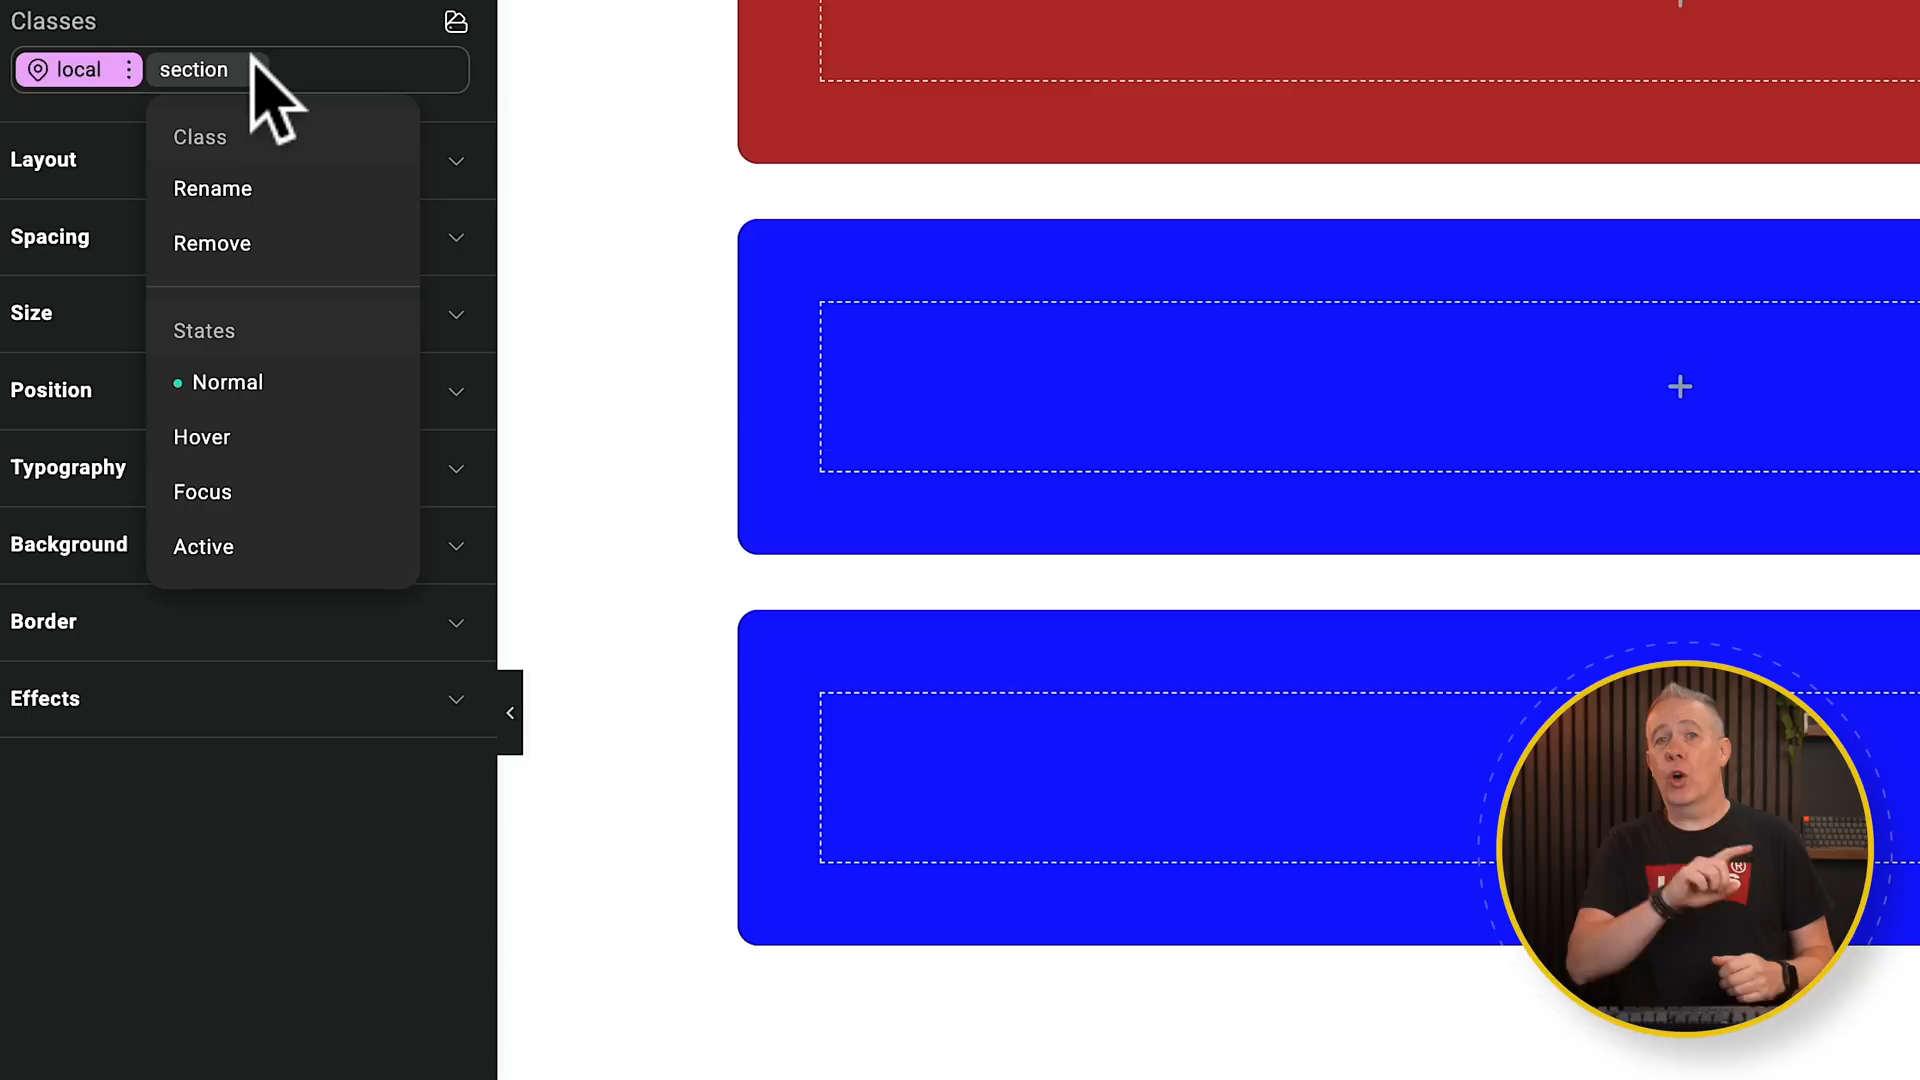 Classes
local
section
Class
Rename
Remove
States
Normal
Hover
Focus
Active
Layout
Spacing
Size
Position
Typography
Background
Border
Effects
®